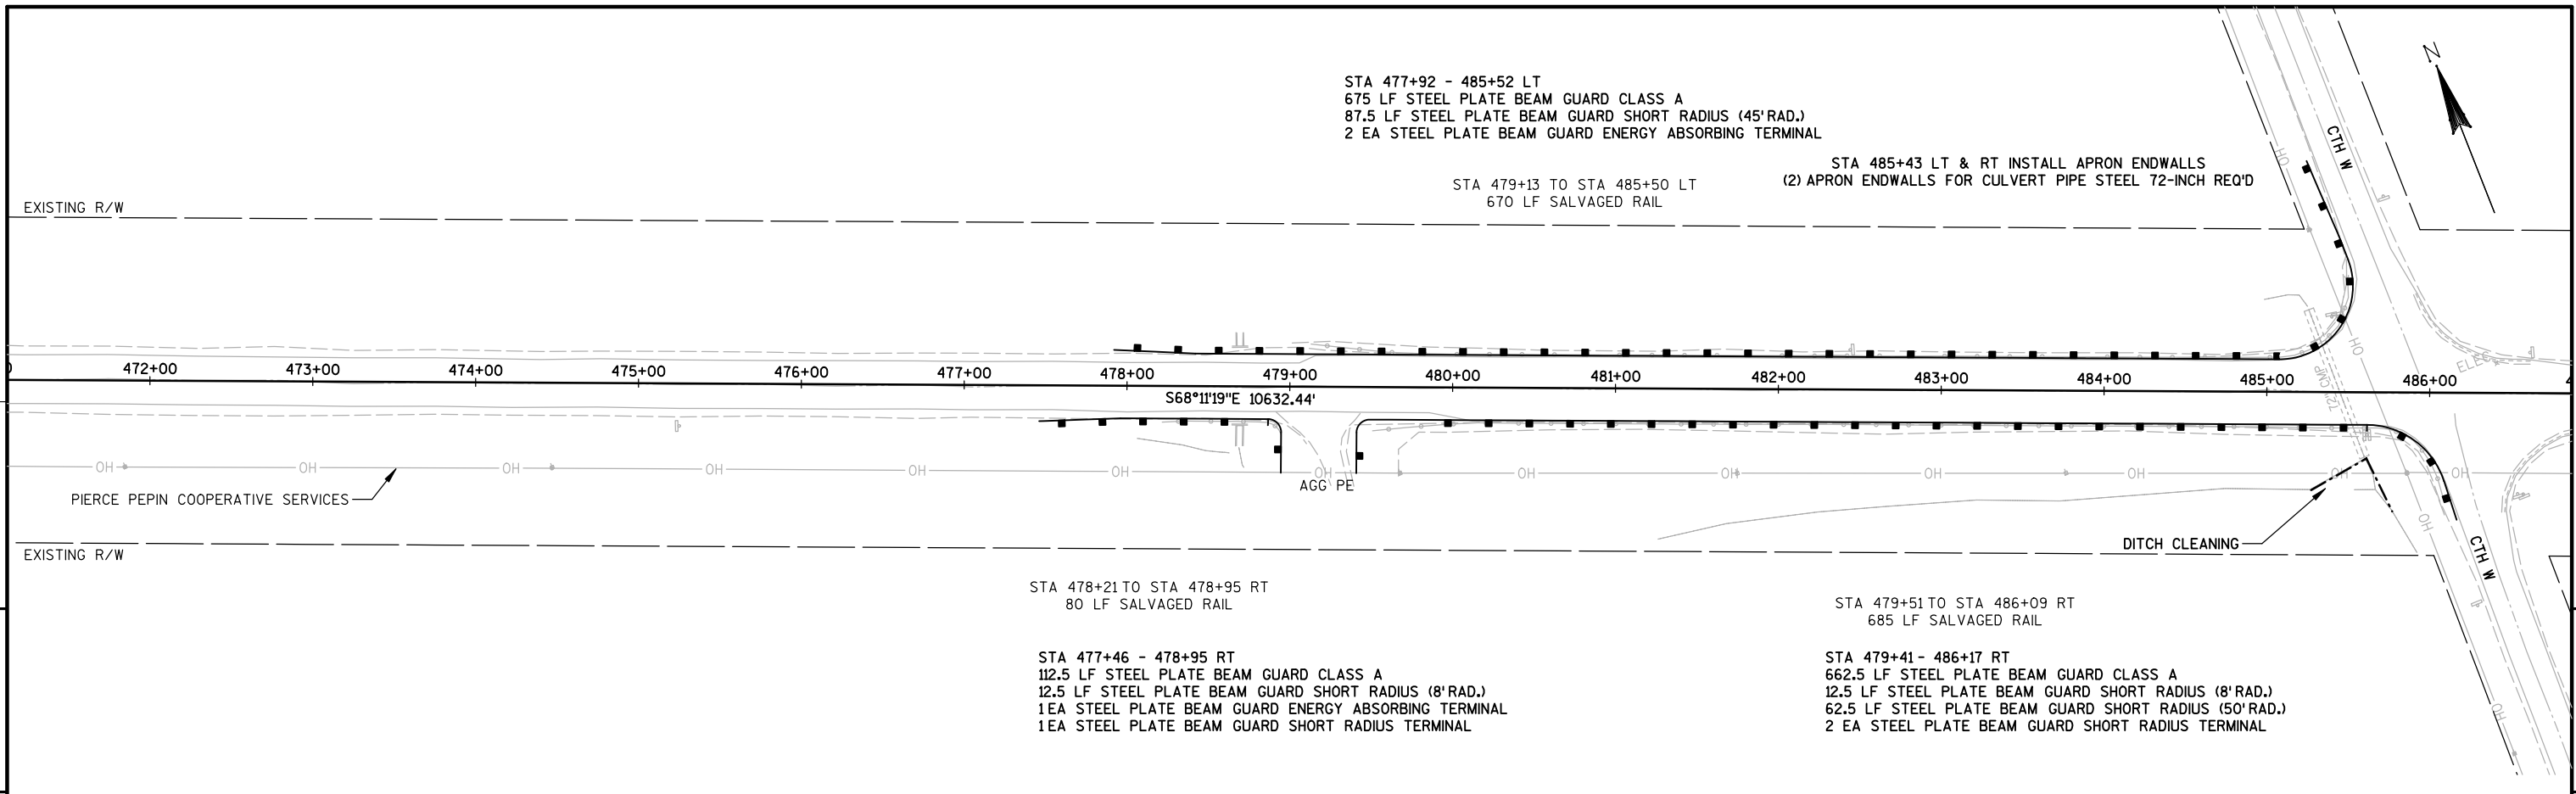 N
STA 477+92 - 485+52 LT
675 LF STEEL PLATE BEAM GUARD CLASS A
87.5 LF STEEL PLATE BEAM GUARD SHORT RADIUS (45' RAD.)
2 EA STEEL PLATE BEAM GUARD ENERGY ABSORBING TERMINAL
CTH W
OH
STA 485+43 LT & RT INSTALL APRON ENDWALLS
(2) APRON ENDWALLS FOR CULVERT PIPE STEEL 72-INCH REQ'D
STA 479+13 TO STA 485+50 LT
670 LF SALVAGED RAIL
EXISTING R/W
OH
ELEC
72" CMP
472+00 473+00 474+00 475+00 476+00 477+00 478+00 479+00 480+00 481+00 482+00 483+00 484+00 485+00 486+00
S68°11'19"E 10632.44'
OH OH OH OH OH OH OH OH OH OH OH OH
AGG PE
PIERCE PEPIN COOPERATIVE SERVICES
OH
DITCH CLEANING
CTH W
EXISTING R/W
STA 478+21 TO STA 478+95 RT
80 LF SALVAGED RAIL
STA 479+51 TO STA 486+09 RT
685 LF SALVAGED RAIL
STA 477+46 - 478+95 RT
112.5 LF STEEL PLATE BEAM GUARD CLASS A
12.5 LF STEEL PLATE BEAM GUARD SHORT RADIUS (8' RAD.)
1 EA STEEL PLATE BEAM GUARD ENERGY ABSORBING TERMINAL
1 EA STEEL PLATE BEAM GUARD SHORT RADIUS TERMINAL
STA 479+41 - 486+17 RT
662.5 LF STEEL PLATE BEAM GUARD CLASS A
12.5 LF STEEL PLATE BEAM GUARD SHORT RADIUS (8' RAD.)
62.5 LF STEEL PLATE BEAM GUARD SHORT RADIUS (50' RAD.)
2 EA STEEL PLATE BEAM GUARD SHORT RADIUS TERMINAL
OH